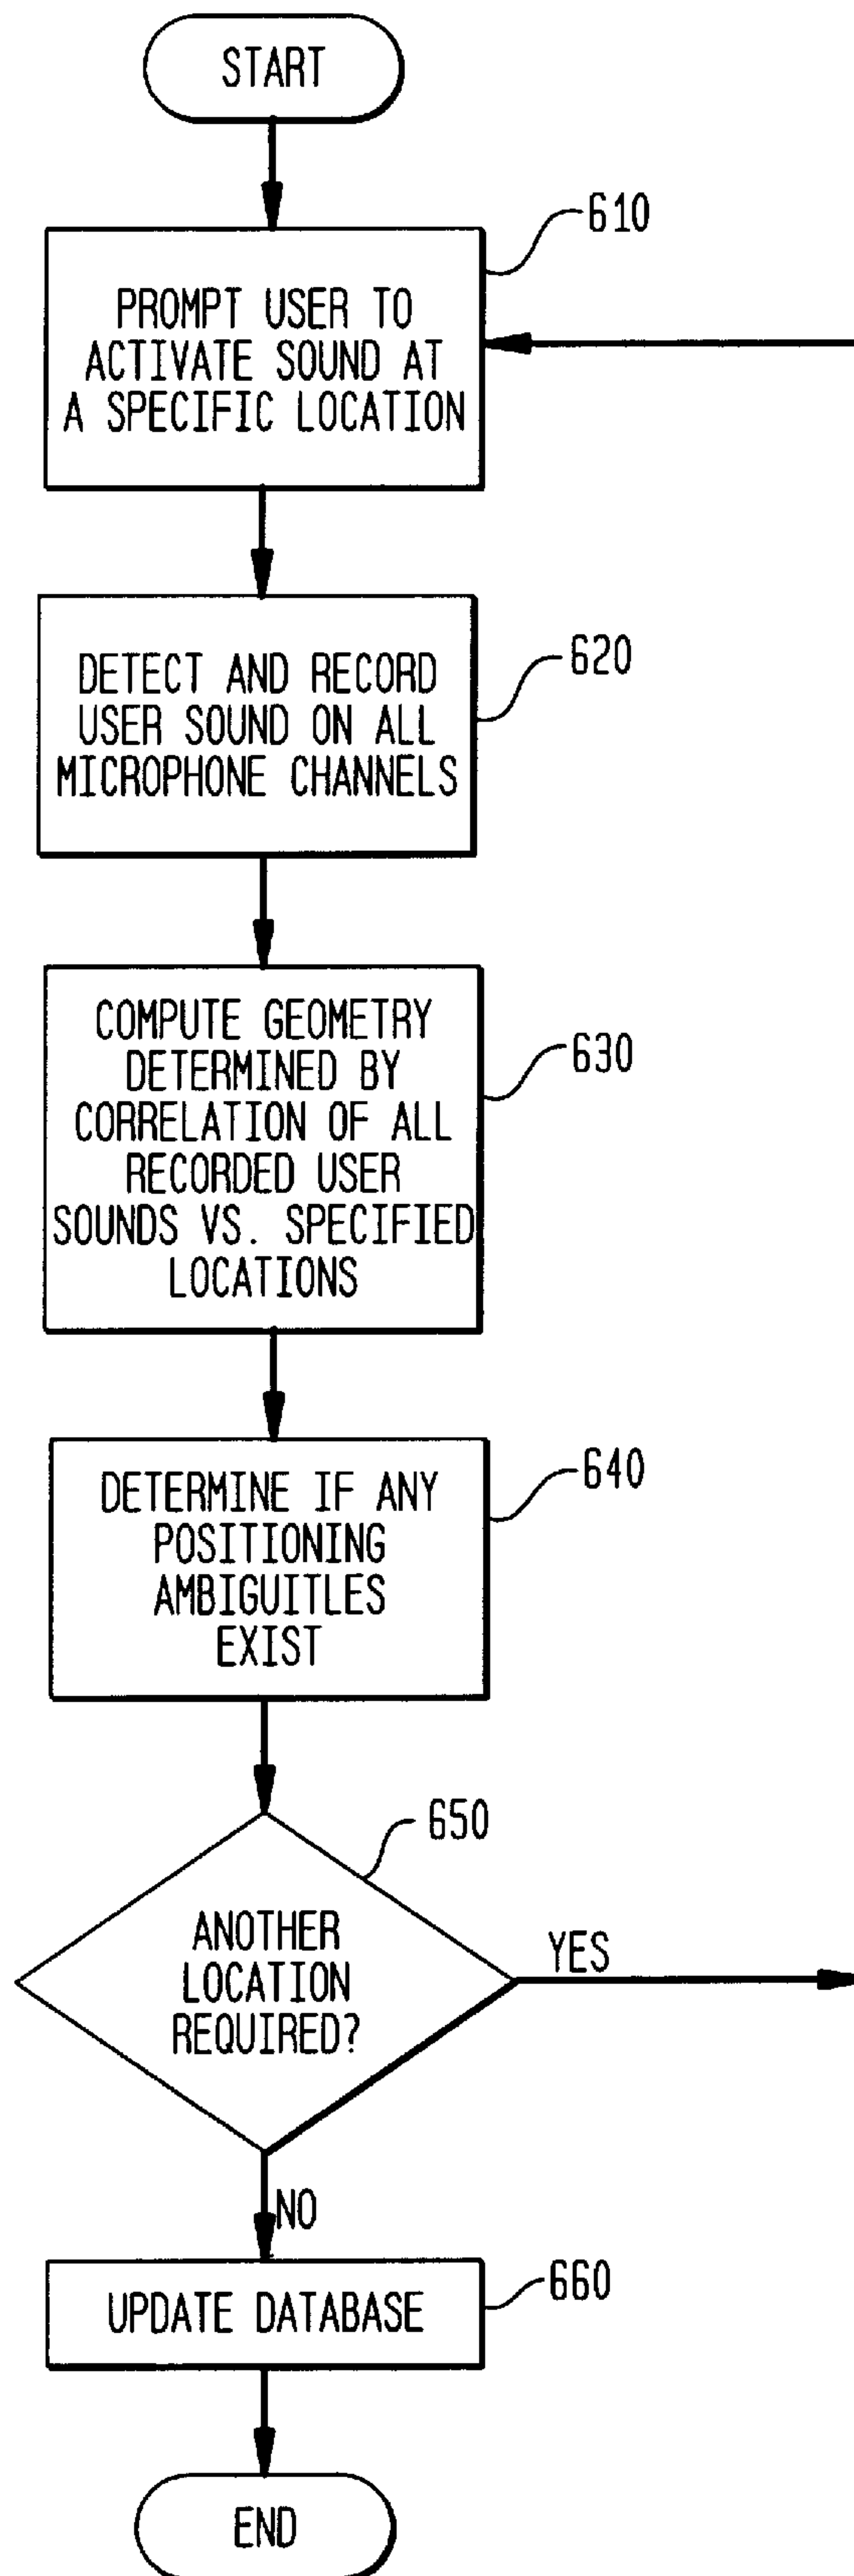 START
610
PROMPT USER TO
ACTIVATE SOUND AT
A SPECIFIC LOCATION
620
DETECT AND RECORD
USER SOUND ON ALL
MICROPHONE CHANNELS
630
COMPUTE GEOMETRY
DETERMINED BY
CORRELATION OF ALL
RECORDED USER
SOUNDS VS. SPECIFIED
LOCATIONS
640
DETERMINE IF ANY
POSITIONING
AMBIGUITLES
EXIST
650
ANOTHER
LOCATION
REQUIRED?
YES
NO
660
UPDATE DATABASE
END